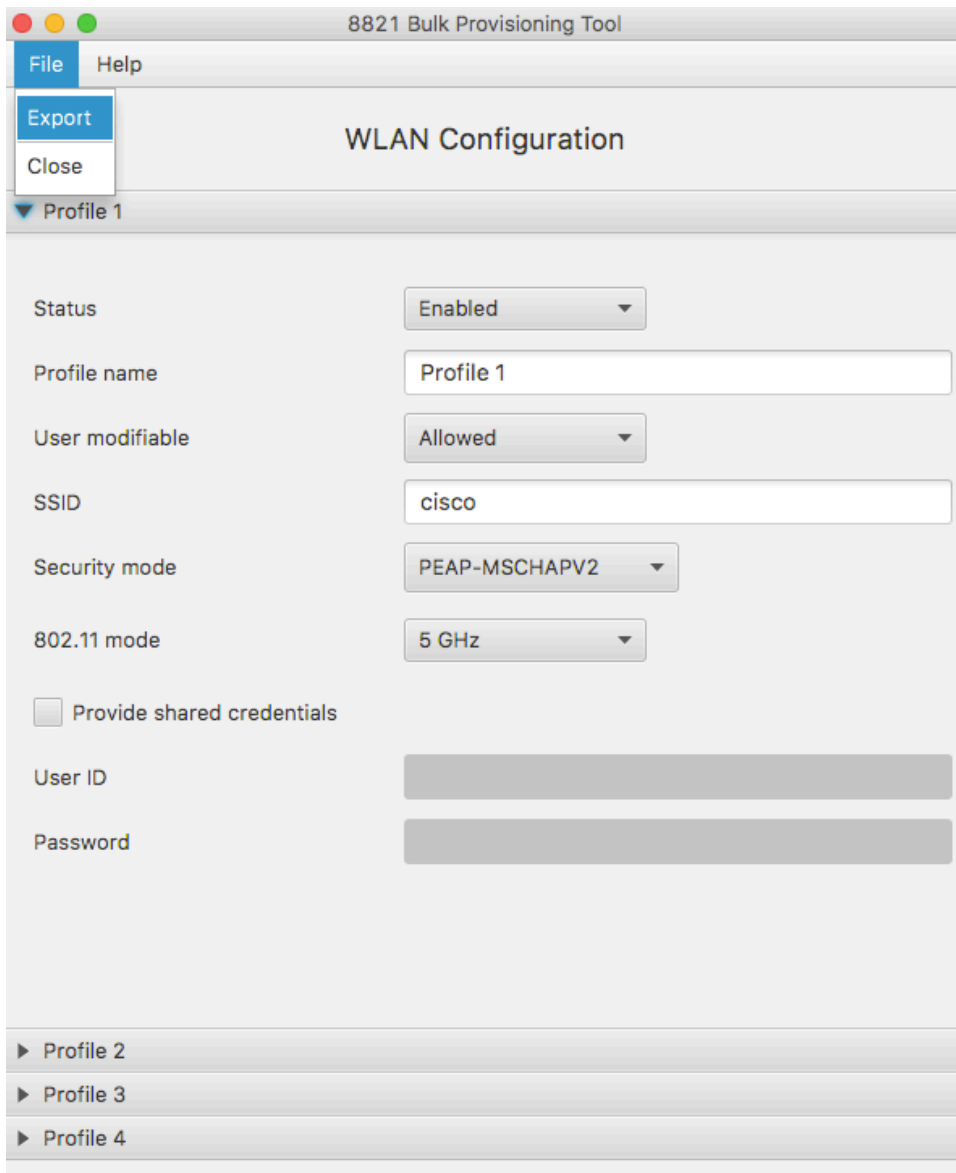 8821 Bulk Provisioning Tool
File Help
Export
WLAN Configuration
Close
Profile 1
Status Enabled
Profile name Profile 1
User modifiable Allowed
SSID cisco
Security mode PEAP-MSCHAPV2
802.11 mode 5 GHz
Provide shared credentials
User ID
Password
Profile 2
Profile 3
Profile 4